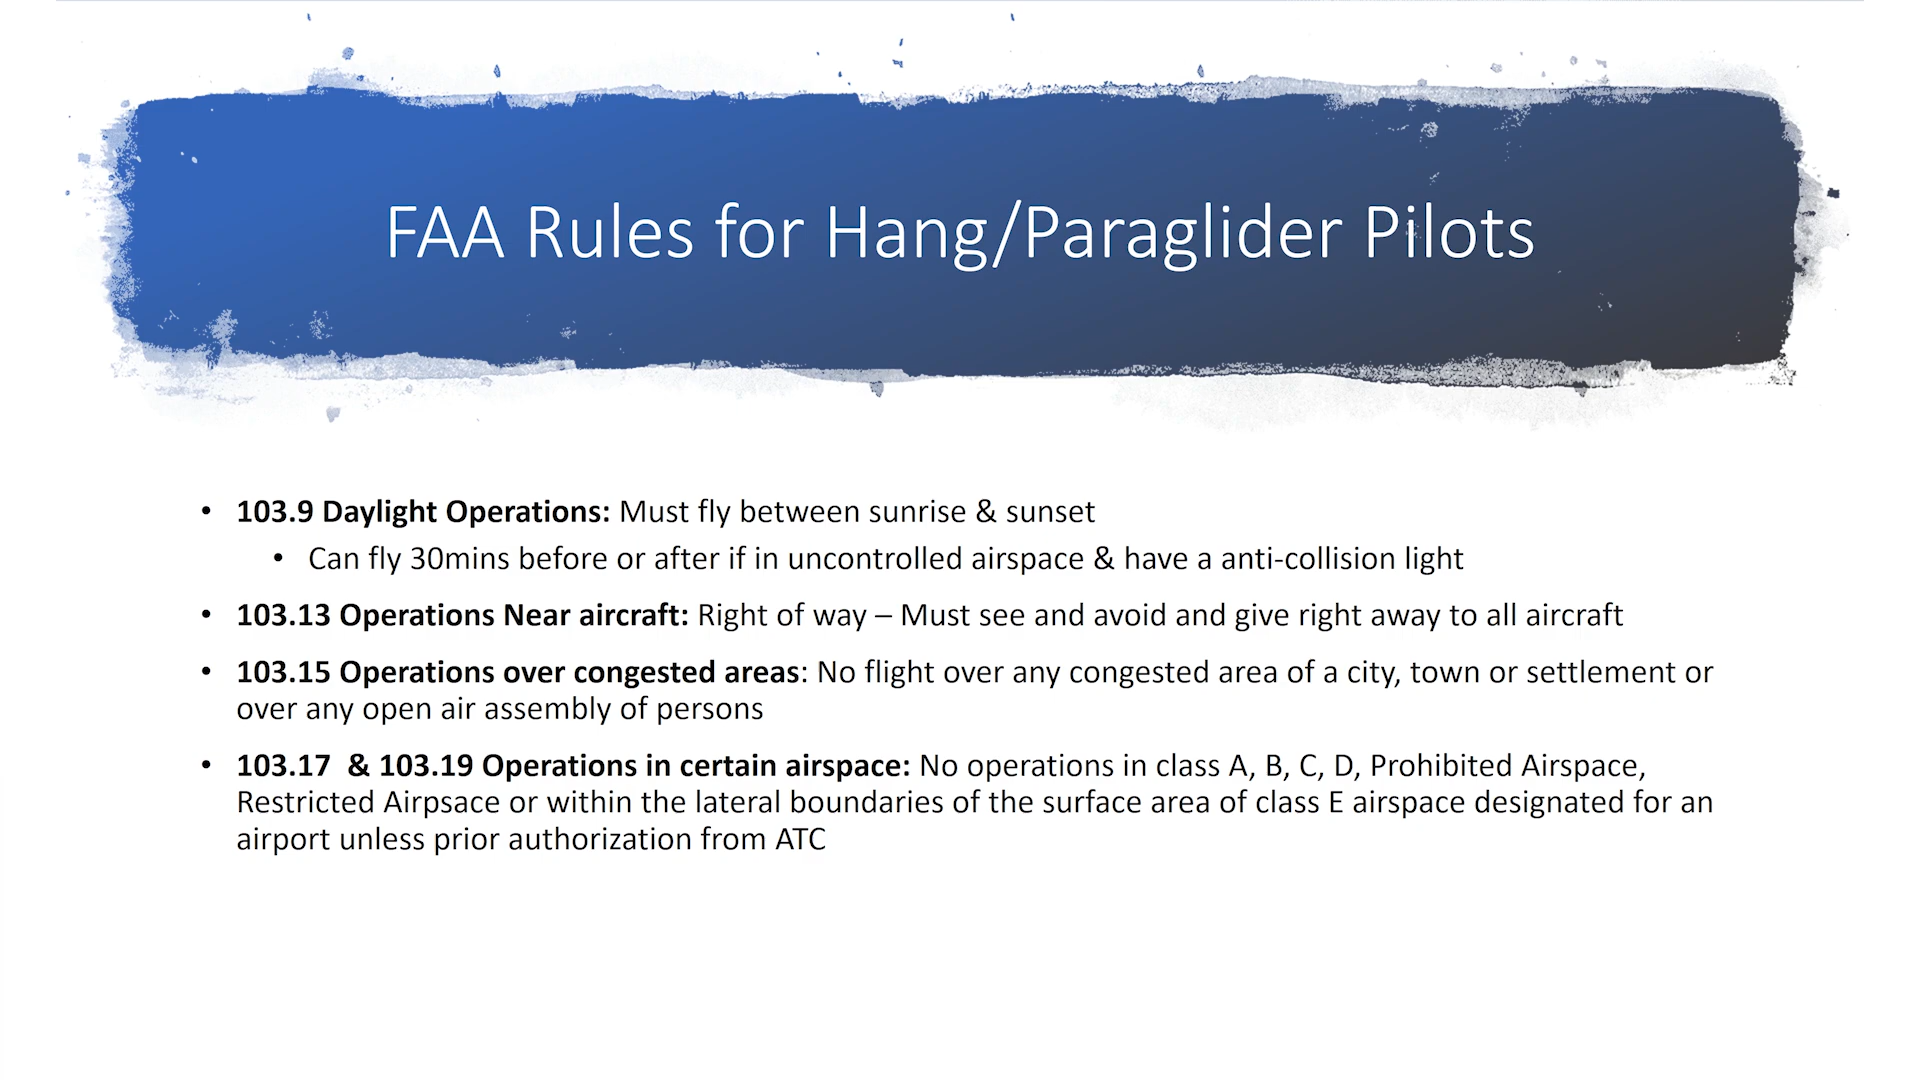 FAA Rules for Hang/Paraglider Pilots
• 103.9 Daylight Operations: Must fly between sunrise & sunset
• Can fly 30mins before or after if in uncontrolled airspace & have a anti-collision light
• 103.13 Operations Near aircraft: Right of way – Must see and avoid and give right away to all aircraft
• 103.15 Operations over congested areas: No flight over any congested area of a city, town or settlement or
over any open air assembly of persons
• 103.17  & 103.19 Operations in certain airspace: No operations in class A, B, C, D, Prohibited Airspace,
Restricted Airpsace or within the lateral boundaries of the surface area of class E airspace designated for an
airport unless prior authorization from ATC